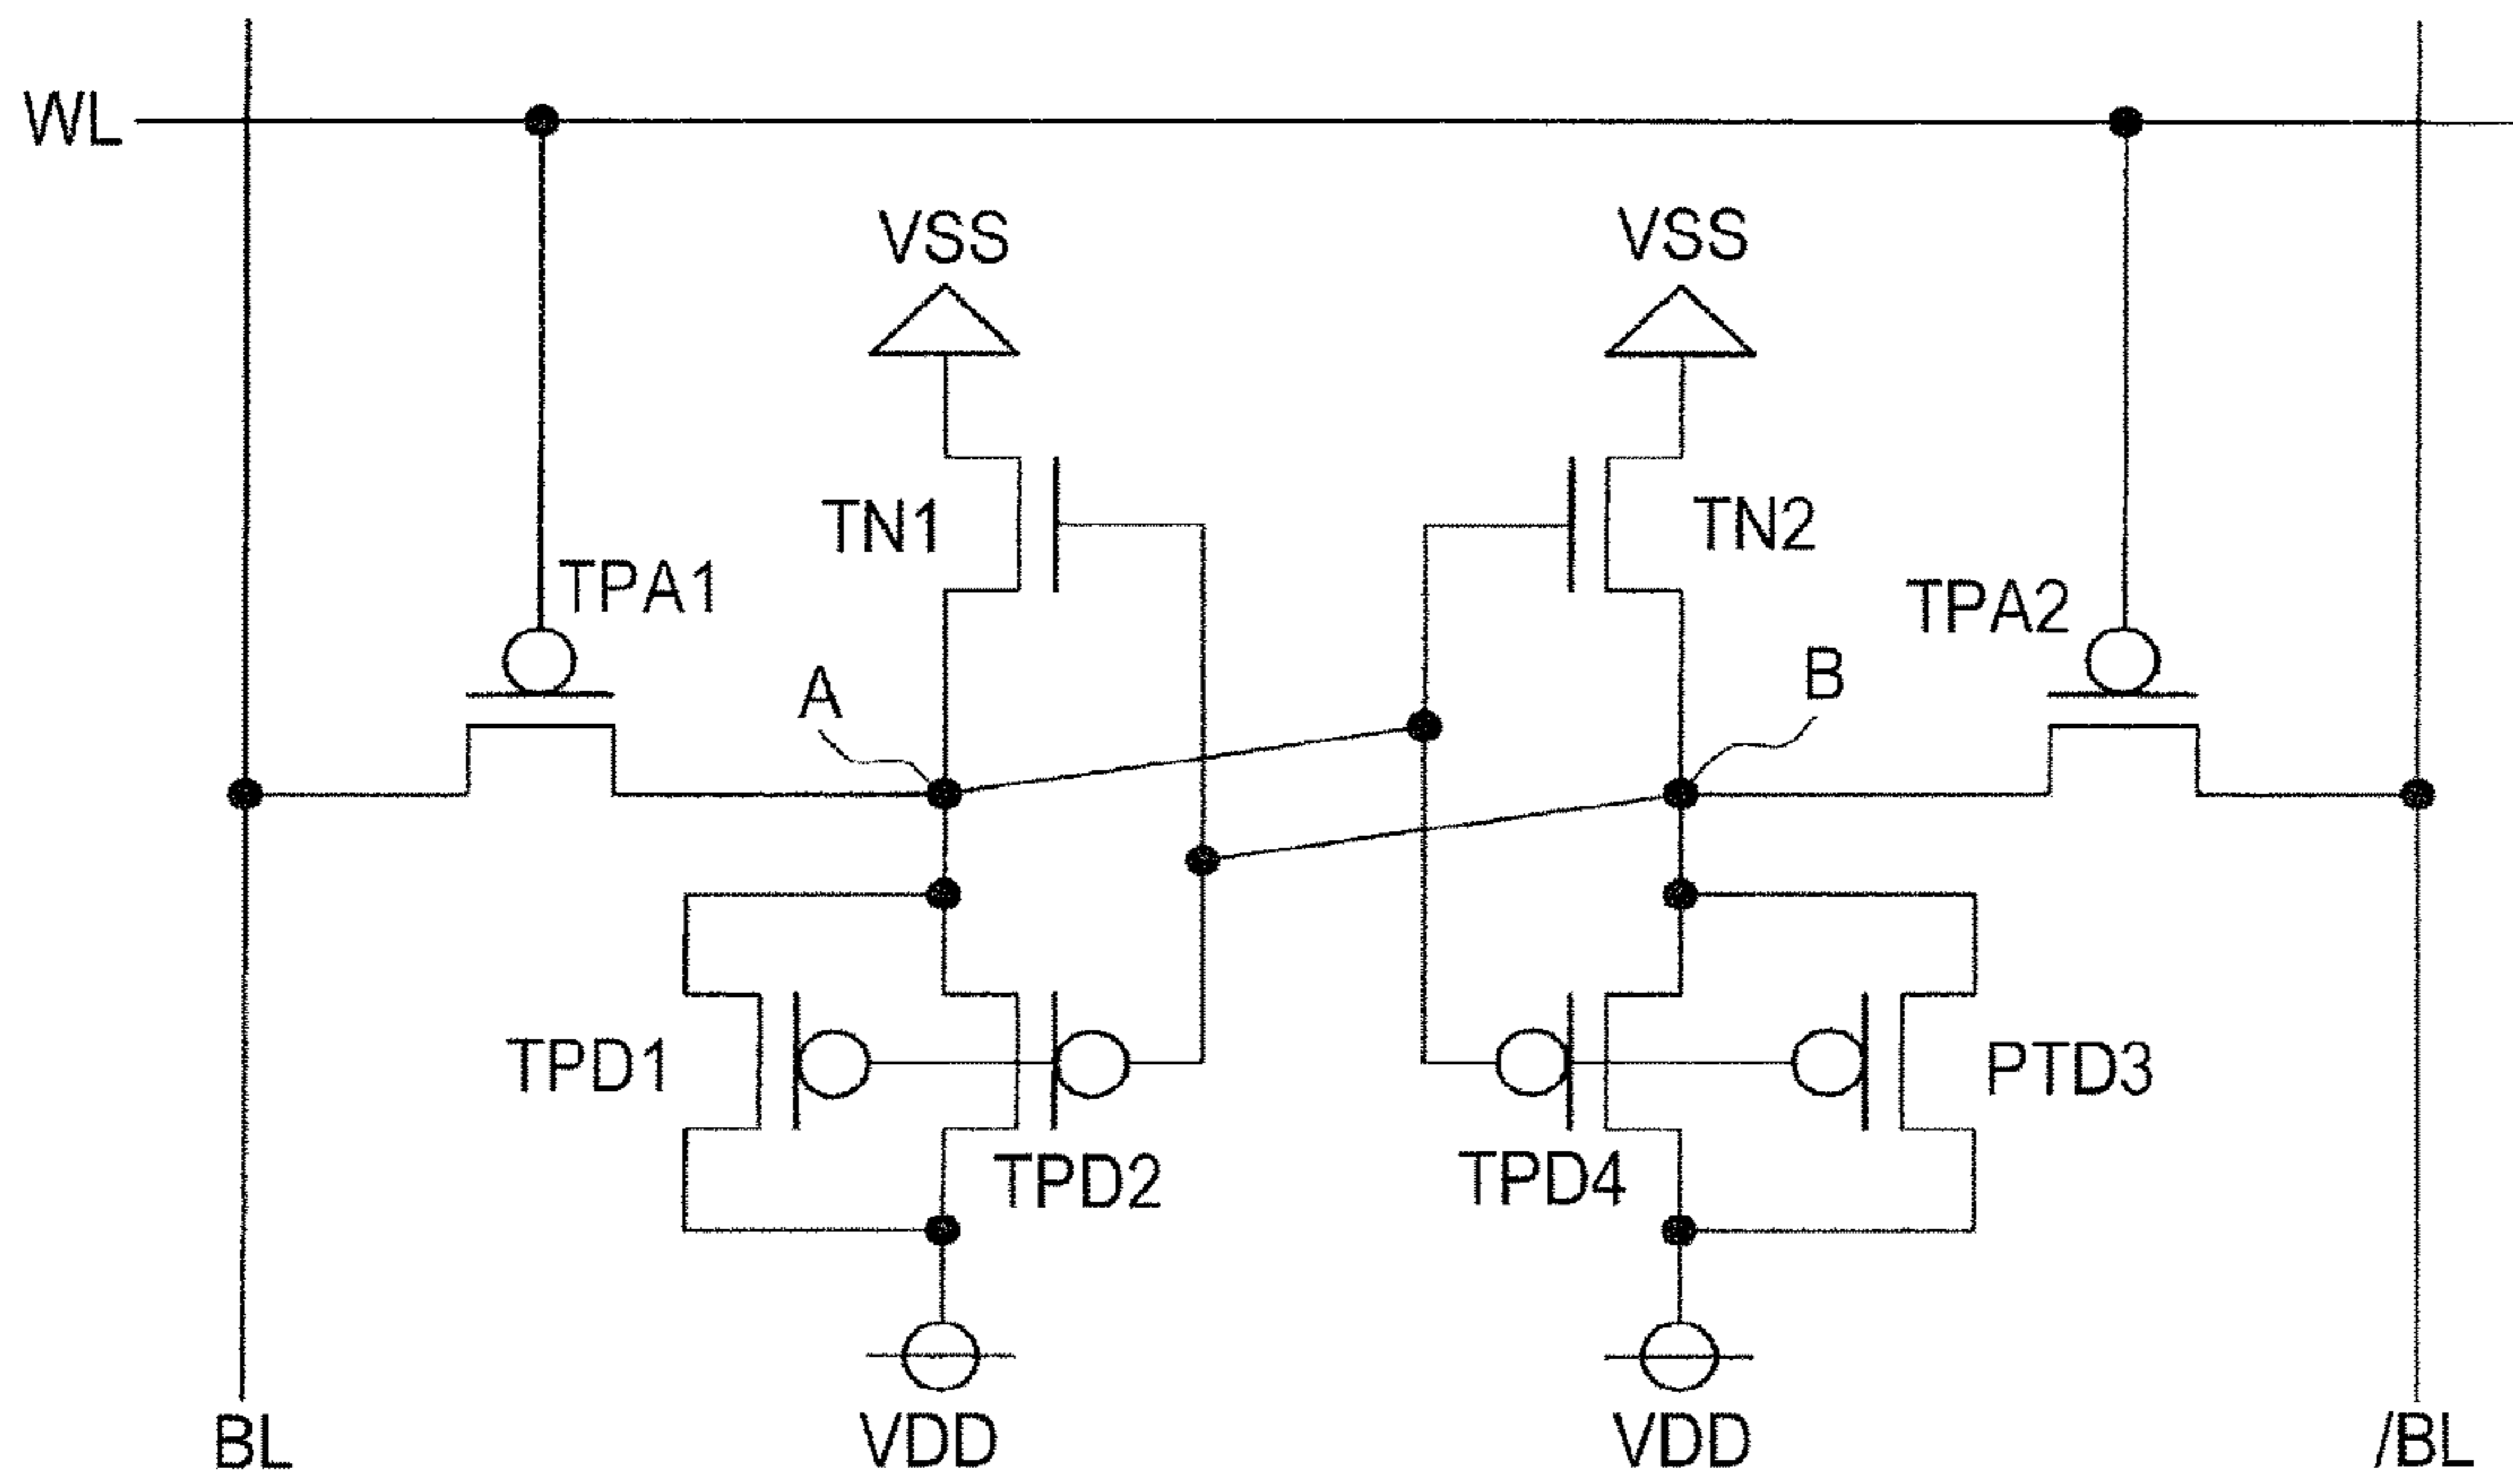 WL
VSS
VSS
TN1
TN2
TPA1
TPA2
A
B
TPD1
PTD3
TPD2
TPD4
BL
VDD
VDD
/BL